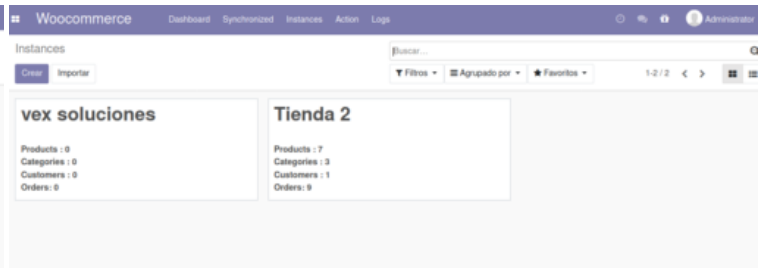 Woocommerce Dashboard Synchronized Instances Action Logs Administrator
Instances
Buscar...
Crear Importar
Filtros Agrupado por Favoritos 1-2 / 2
vex soluciones
Products : 0
Categories : 0
Customers : 0
Orders: 0
Tienda 2
Products : 7
Categories : 3
Customers : 1
Orders: 9